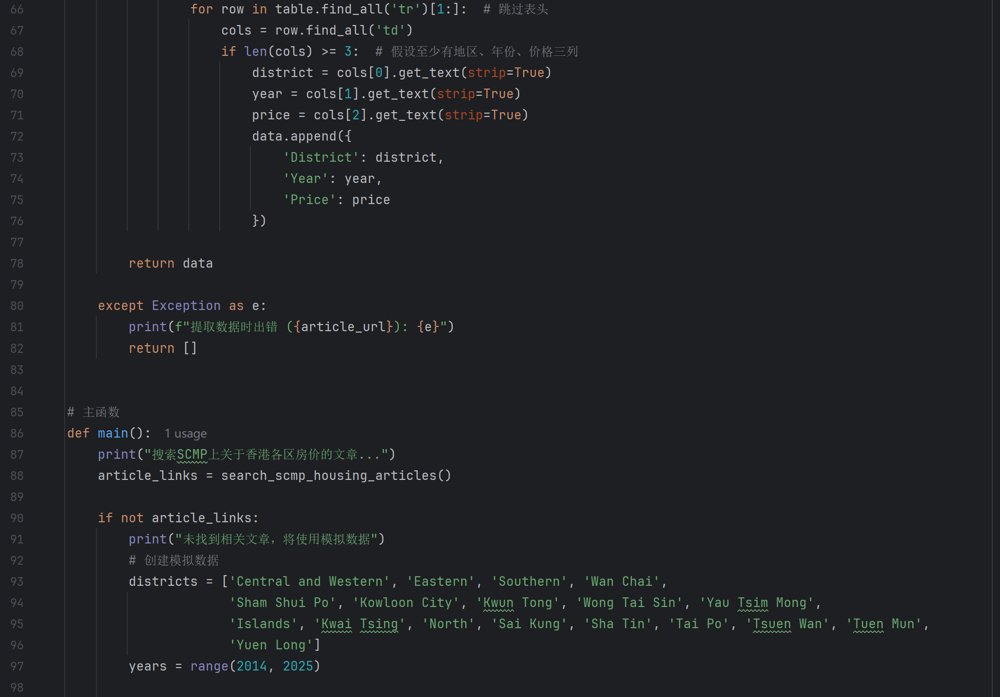 66 for row in table.find_all('tr')[1:]:  # 跳过表头
67 cols = row.find_all('td')
68 if len(cols) >= 3:  # 假设至少有地区、年份、价格三列
69 district = cols[0].get_text(strip=True)
70 year = cols[1].get_text(strip=True)
71 price = cols[2].get_text(strip=True)
72 data.append({
73 'District': district,
74 'Year': year,
75 'Price': price
76 })
77
78 return data
79
80 except Exception as e:
81 print(f"提取数据时出错 ({article_url}): {e}")
82 return []
83
84
85 # 主函数
86 def main():  1 usage
87 print("搜索SCMP上关于香港各区房价的文章...")
88 article_links = search_scmp_housing_articles()
89
90 if not article_links:
91 print("未找到相关文章，将使用模拟数据")
92 # 创建模拟数据
93 districts = ['Central and Western', 'Eastern', 'Southern', 'Wan Chai',
94 'Sham Shui Po', 'Kowloon City', 'Kwun Tong', 'Wong Tai Sin', 'Yau Tsim Mong',
95 'Islands', 'Kwai Tsing', 'North', 'Sai Kung', 'Sha Tin', 'Tai Po', 'Tsuen Wan', 'Tuen Mun',
96 'Yuen Long']
97 years = range(2014, 2025)
98